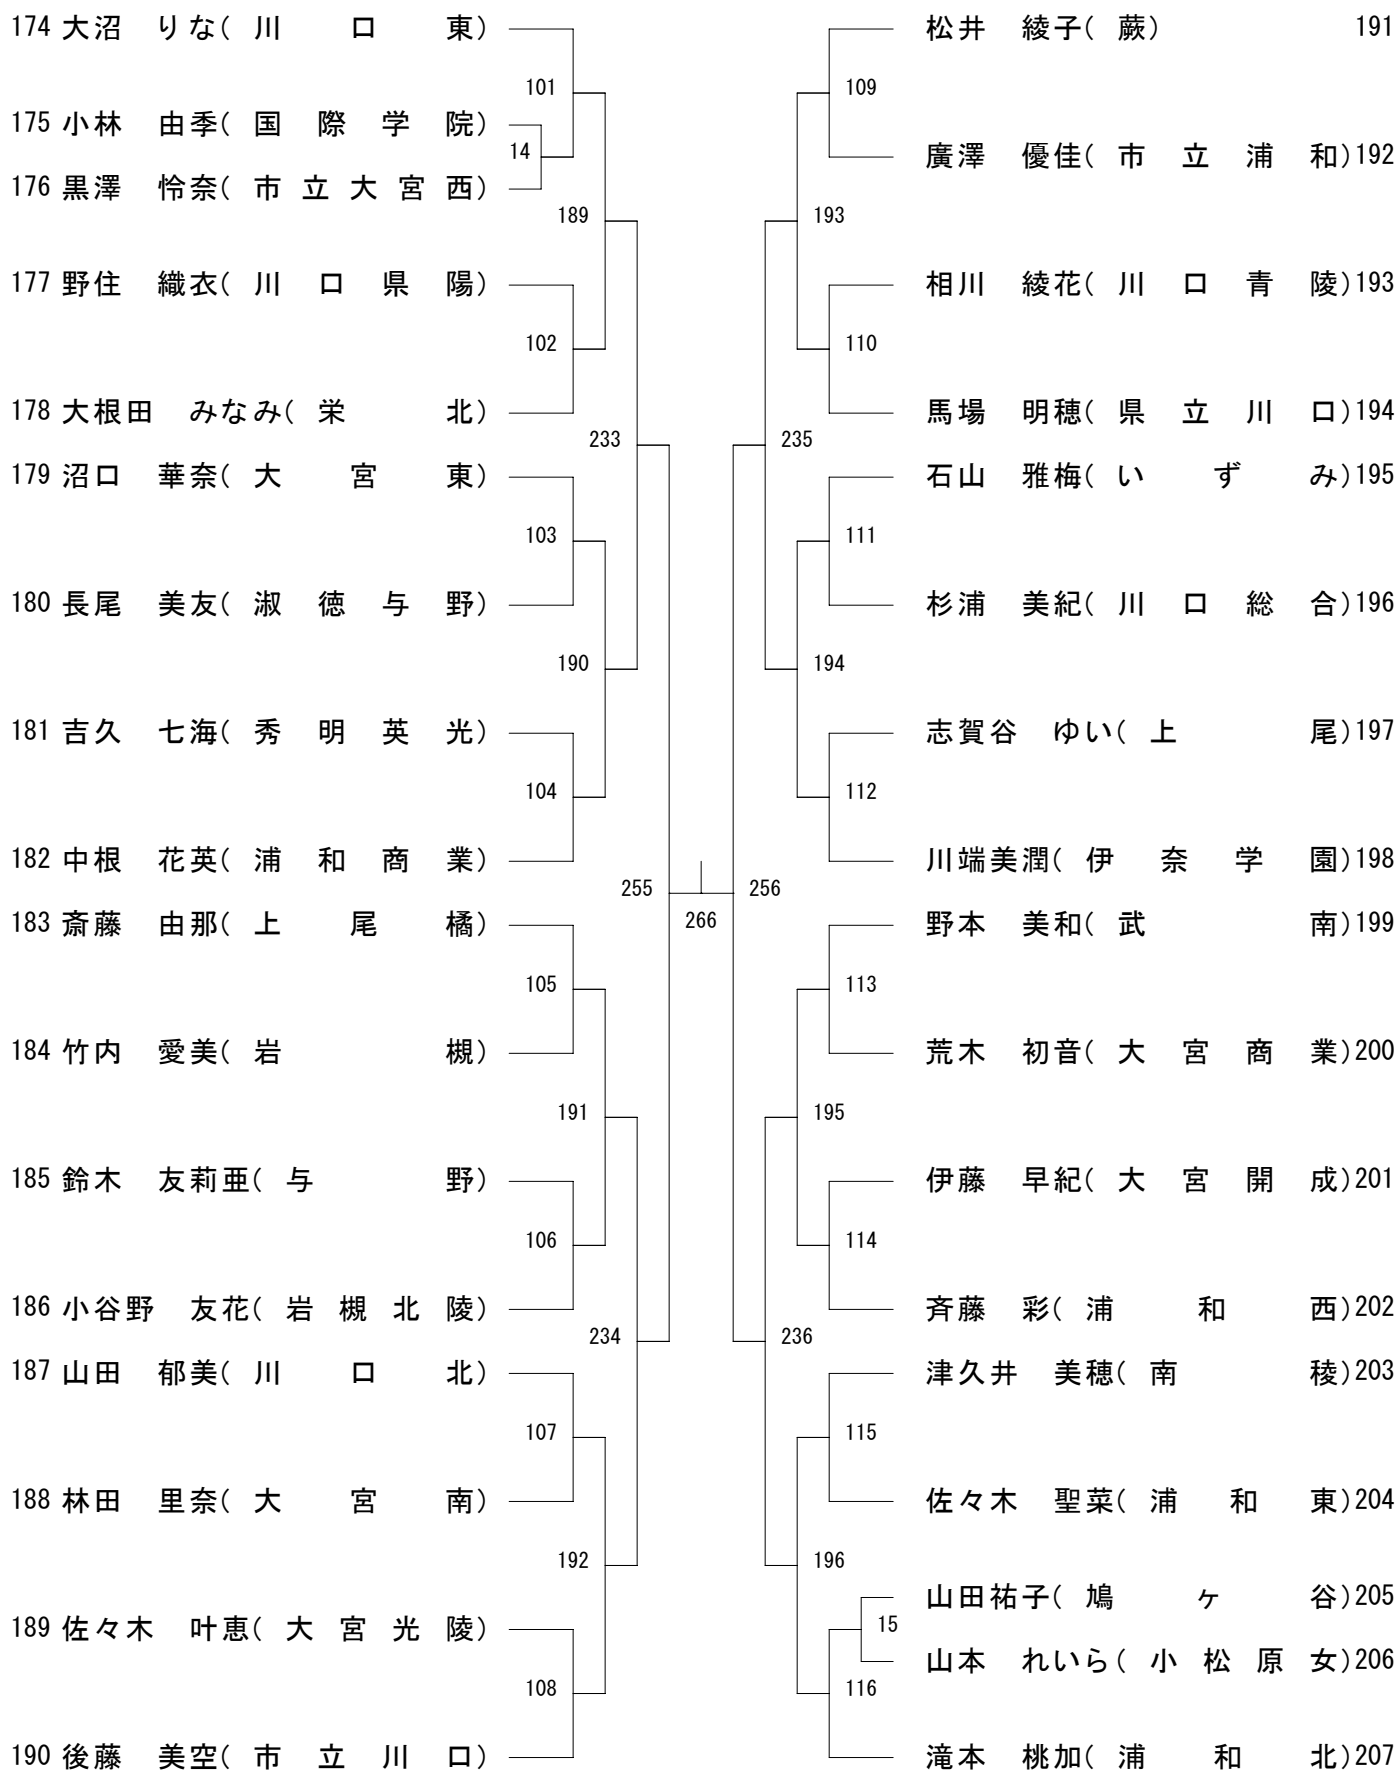 174 大沼　りな( 川　口　東)
101
175 小林　由季( 国 際 学 院)
14
176 黒澤　怜奈( 市 立 大 宮 西)
189
177 野住　織衣( 川 口 県 陽)
102
178 大根田　みなみ( 栄　北)
233
179 沼口　華奈( 大　宮　東)
103
180 長尾　美友( 淑 徳 与 野)
190
181 吉久　七海( 秀 明 英 光)
104
182 中根　花英( 浦 和 商 業)
255
183 斎藤　由那( 上　尾　橘)
105
184 竹内　愛美( 岩　槻)
191
185 鈴木　友莉亜( 与　野)
106
186 小谷野　友花( 岩 槻 北 陵)
234
187 山田　郁美( 川　口　北)
107
188 林田　里奈( 大　宮　南)
192
189 佐々木　叶恵( 大 宮 光 陵)
108
190 後藤　美空( 市 立 川 口)
266
松井　綾子( 蕨)　191
109
廣澤　優佳( 市 立 浦 和)192
193
相川　綾花( 川 口 青 陵)193
110
馬場　明穂( 県 立 川 口)194
235
石山　雅梅( い　ず　み)195
111
杉浦　美紀( 川 口 総 合)196
194
志賀谷　ゆい( 上　尾)197
112
川端美潤( 伊 奈 学 園)198
256
野本　美和( 武　南)199
113
荒木　初音( 大 宮 商 業)200
195
伊藤　早紀( 大 宮 開 成)201
114
斉藤　彩( 浦　和　西)202
236
津久井　美穂( 南　稜)203
115
佐々木　聖菜( 浦　和　東)204
196
山田祐子( 鳩　ヶ　谷)205
15
山本　れいら( 小 松 原 女)206
116
滝本　桃加( 浦　和　北)207